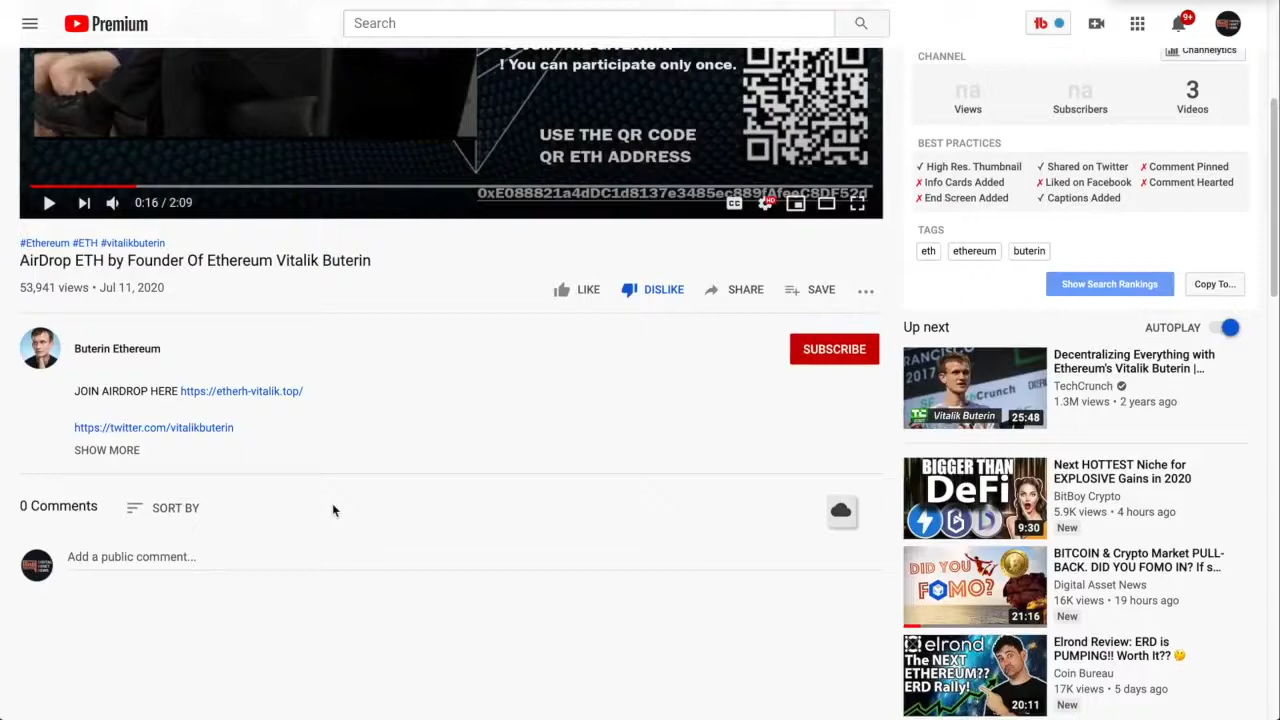 Premium
Search
9+
! You can participate only once.
USE THE QR CODE
QR ETH ADDRESS
0xE088821a4dDC1d8137e3485ec889fAfeeC8DF52d
0:16 / 2:09
HD
#Ethereum #ETH #vitalikbuterin
AirDrop ETH by Founder Of Ethereum Vitalik Buterin
53,941 views • Jul 11, 2020
LIKE
DISLIKE
SHARE
SAVE
Buterin Ethereum
SUBSCRIBE
JOIN AIRDROP HERE https://etherh-vitalik.top/
https://twitter.com/vitalikbuterin
SHOW MORE
0 Comments
SORT BY
Add a public comment...
CHANNEL
Channelytics
na na 3
Views Subscribers Videos
BEST PRACTICES
✓ High Res. Thumbnail ✓ Shared on Twitter ✗ Comment Pinned
✗ Info Cards Added ✗ Liked on Facebook ✗ Comment Hearted
✗ End Screen Added ✓ Captions Added
TAGS
eth ethereum buterin
Show Search Rankings Copy To...
Up next
AUTOPLAY
FRANCISCO
2017
TC
Vitalik Buterin
25:48
Decentralizing Everything with
Ethereum's Vitalik Buterin |...
TechCrunch
1.3M views • 2 years ago
BIGGER THAN
DeFi
9:30
Next HOTTEST Niche for
EXPLOSIVE Gains in 2020
BitBoy Crypto
5.9K views • 4 hours ago
New
DID YOU
FOMO?
21:16
BITCOIN & Crypto Market PULL-
BACK. DID YOU FOMO IN? If s...
Digital Asset News
16K views • 19 hours ago
New
elrond
The NEXT
ETHEREUM??
ERD Rally!
20:11
Elrond Review: ERD is
PUMPING!! Worth It?? 🤔
Coin Bureau
17K views • 5 days ago
New